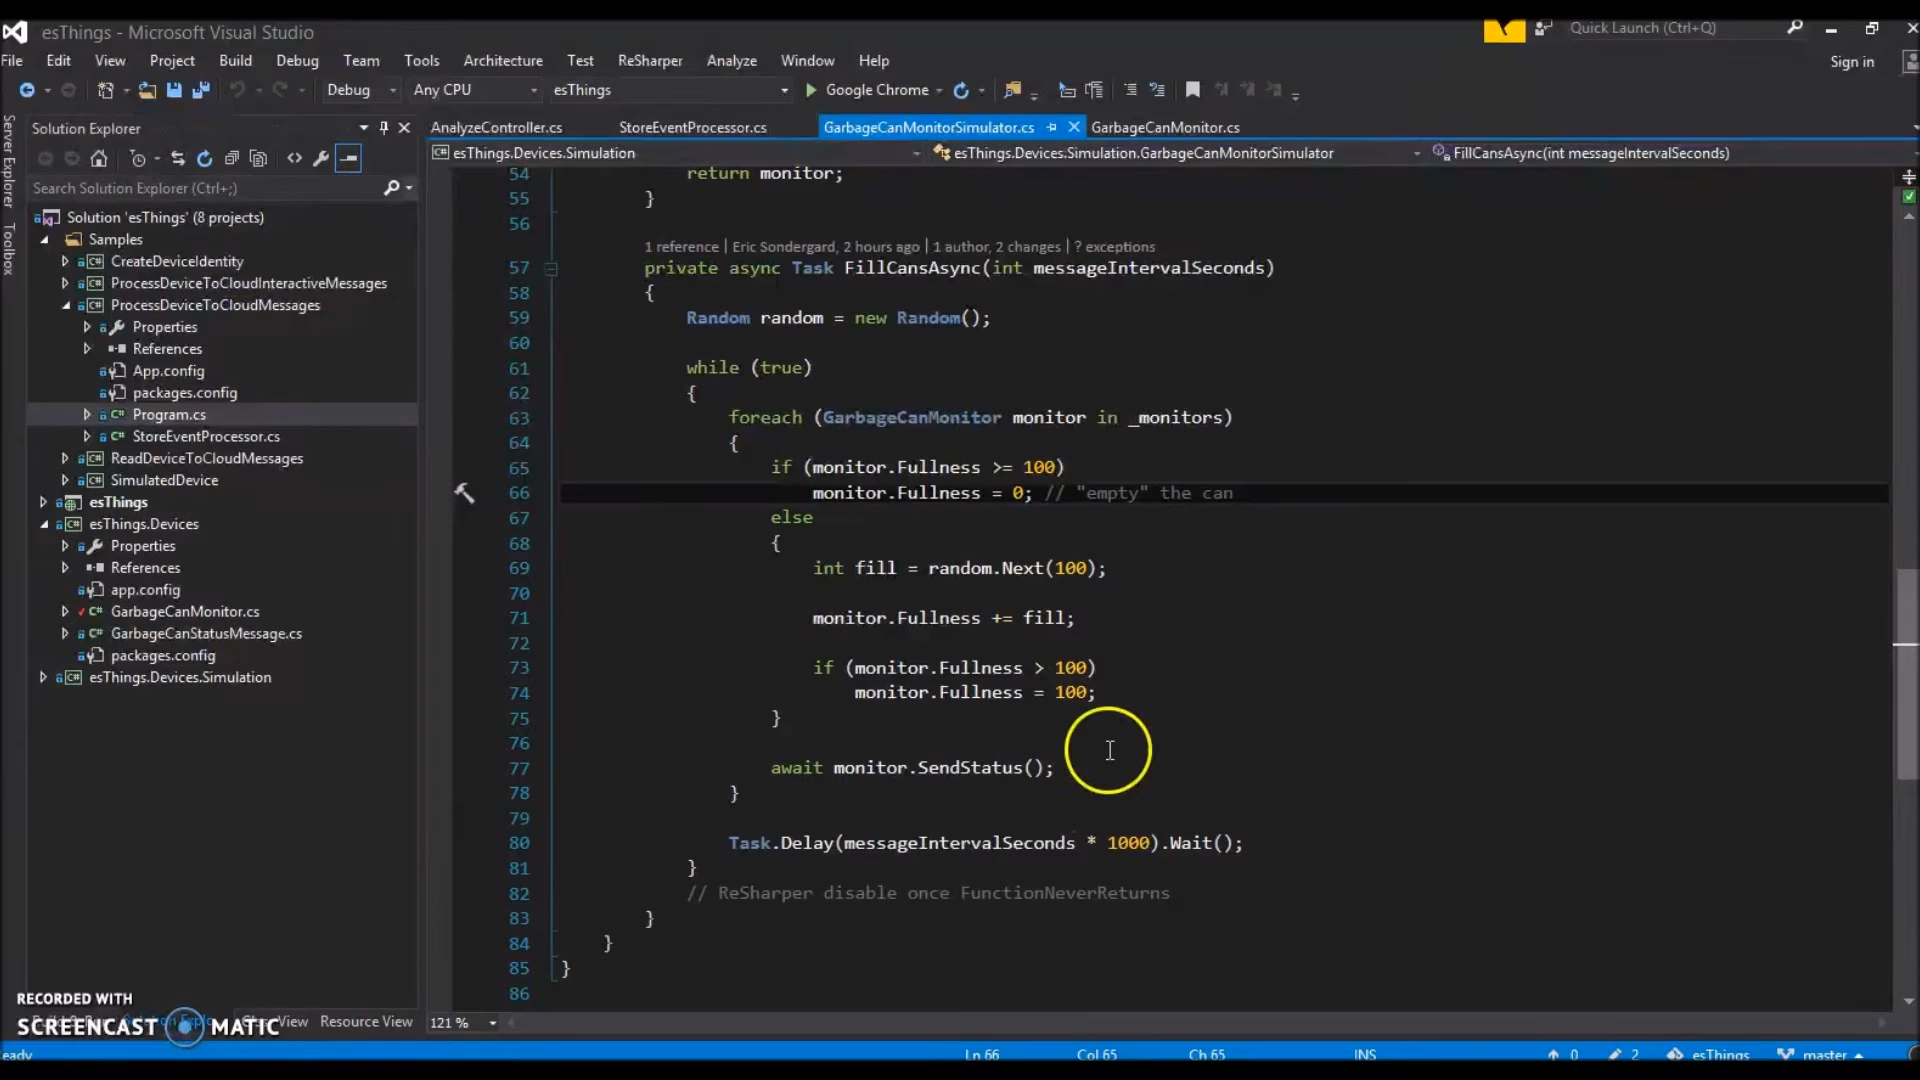 esThings - Microsoft Visual Studio
Quick Launch (Ctrl+Q)
File Edit View Project Build Debug Team Tools Architecture Test ReSharper Analyze Window Help
Sign in
Debug Any CPU esThings Google Chrome
Server Explorer
Toolbox
Solution Explorer
Search Solution Explorer (Ctrl+;)
Solution 'esThings' (8 projects)
Samples
CreateDeviceIdentity
ProcessDeviceToCloudInteractiveMessages
ProcessDeviceToCloudMessages
Properties
References
App.config
packages.config
Program.cs
StoreEventProcessor.cs
ReadDeviceToCloudMessages
SimulatedDevice
esThings
esThings.Devices
Properties
References
app.config
GarbageCanMonitor.cs
GarbageCanStatusMessage.cs
packages.config
esThings.Devices.Simulation
AnalyzeController.cs StoreEventProcessor.cs GarbageCanMonitorSimulator.cs GarbageCanMonitor.cs
esThings.Devices.Simulation esThings.Devices.Simulation.GarbageCanMonitorSimulator FillCansAsync(int messageIntervalSeconds)
54 return monitor;
55 }
56
1 reference | Eric Sondergard, 2 hours ago | 1 author, 2 changes | ? exceptions
57 private async Task FillCansAsync(int messageIntervalSeconds)
58 {
59 Random random = new Random();
60
61 while (true)
62 {
63 foreach (GarbageCanMonitor monitor in _monitors)
64 {
65 if (monitor.Fullness >= 100)
66 monitor.Fullness = 0; // "empty" the can
67 else
68 {
69 int fill = random.Next(100);
70
71 monitor.Fullness += fill;
72
73 if (monitor.Fullness > 100)
74 monitor.Fullness = 100;
75 }
76
77 await monitor.SendStatus();
78 }
79
80 Task.Delay(messageIntervalSeconds * 1000).Wait();
81 }
82 // ReSharper disable once FunctionNeverReturns
83 }
84 }
85 }
86
RECORDED WITH
SCREENCAST MATIC
View Resource View
121 %
eady Ln 66 Col 65 Ch 65 INS 0 2 esThings master